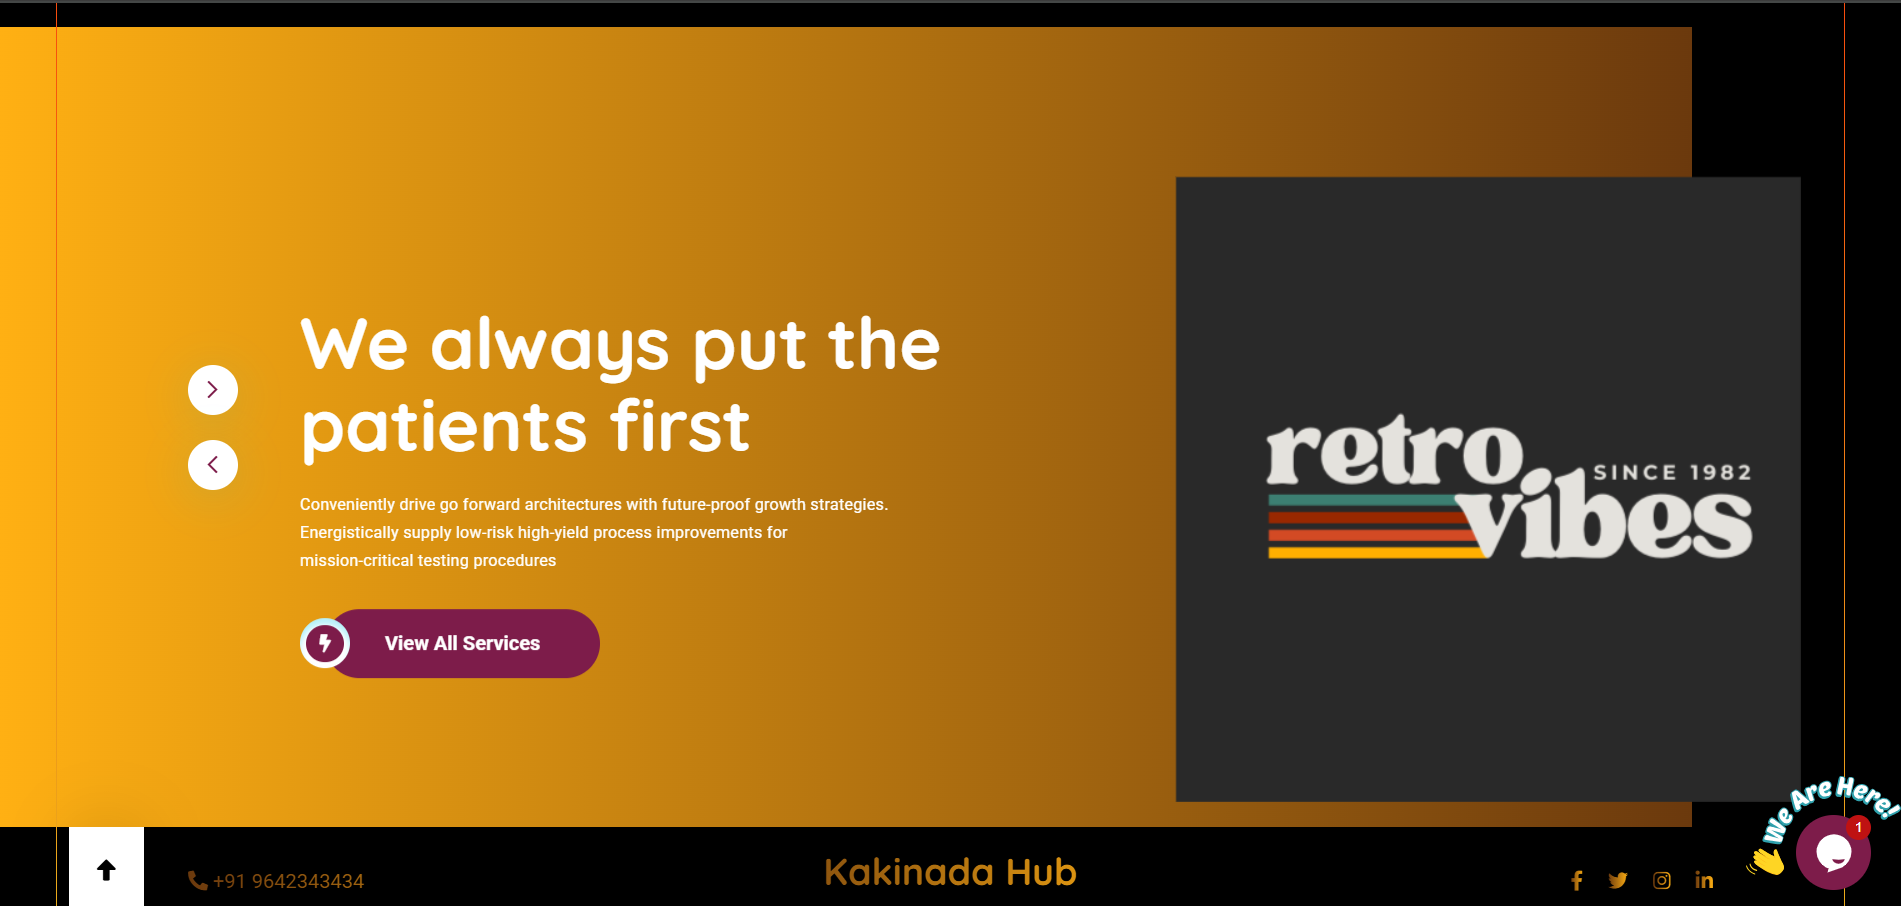 We always put the
patients first
Conveniently drive go forward architectures with future-proof growth strategies.
Energistically supply low-risk high-yield process improvements for
mission-critical testing procedures
View All Services
retro
SINCE 1982
vibes
We Are Here!
1
+91 9642343434
Kakinada Hub